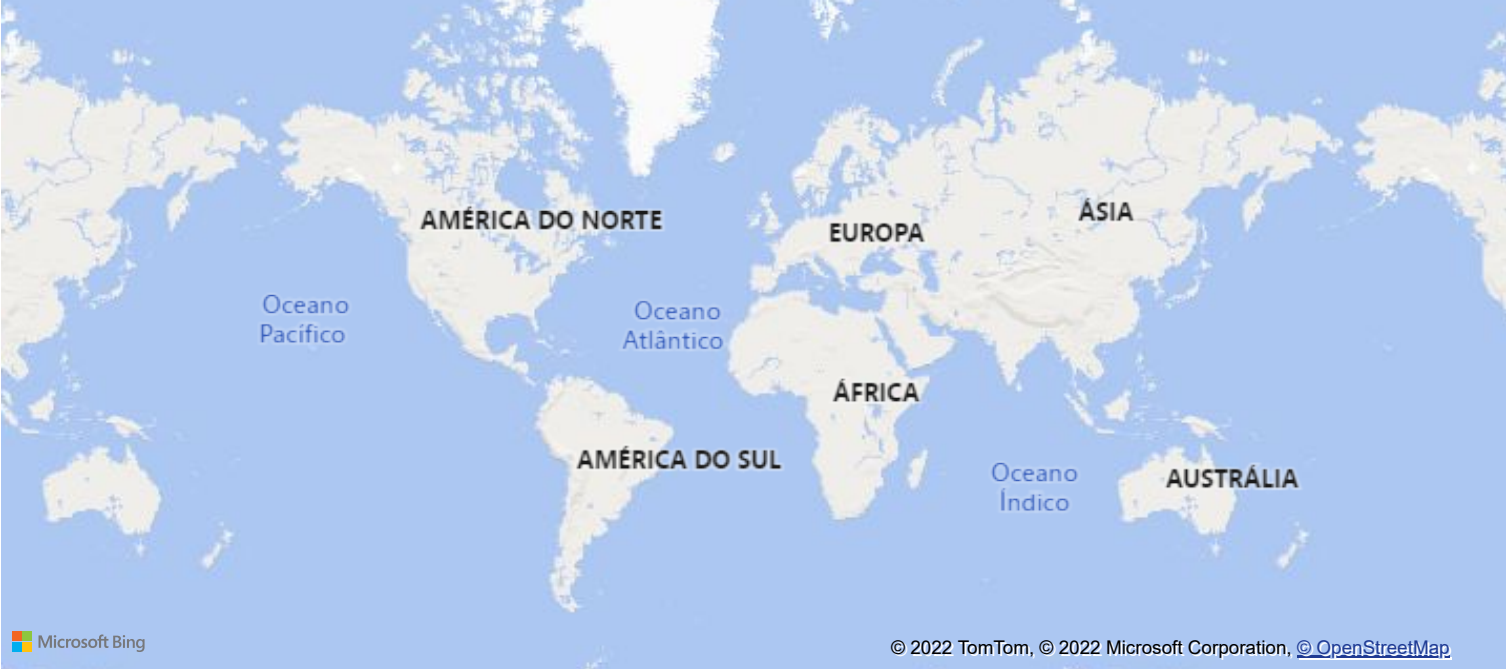 AMÉRICA DO NORTE
EUROPA
ÁSIA
Oceano
Pacífico
Oceano
Atlântico
ÁFRICA
AMÉRICA DO SUL
Oceano
Índico
AUSTRÁLIA
Microsoft Bing
© 2022 TomTom, © 2022 Microsoft Corporation, © OpenStreetMap